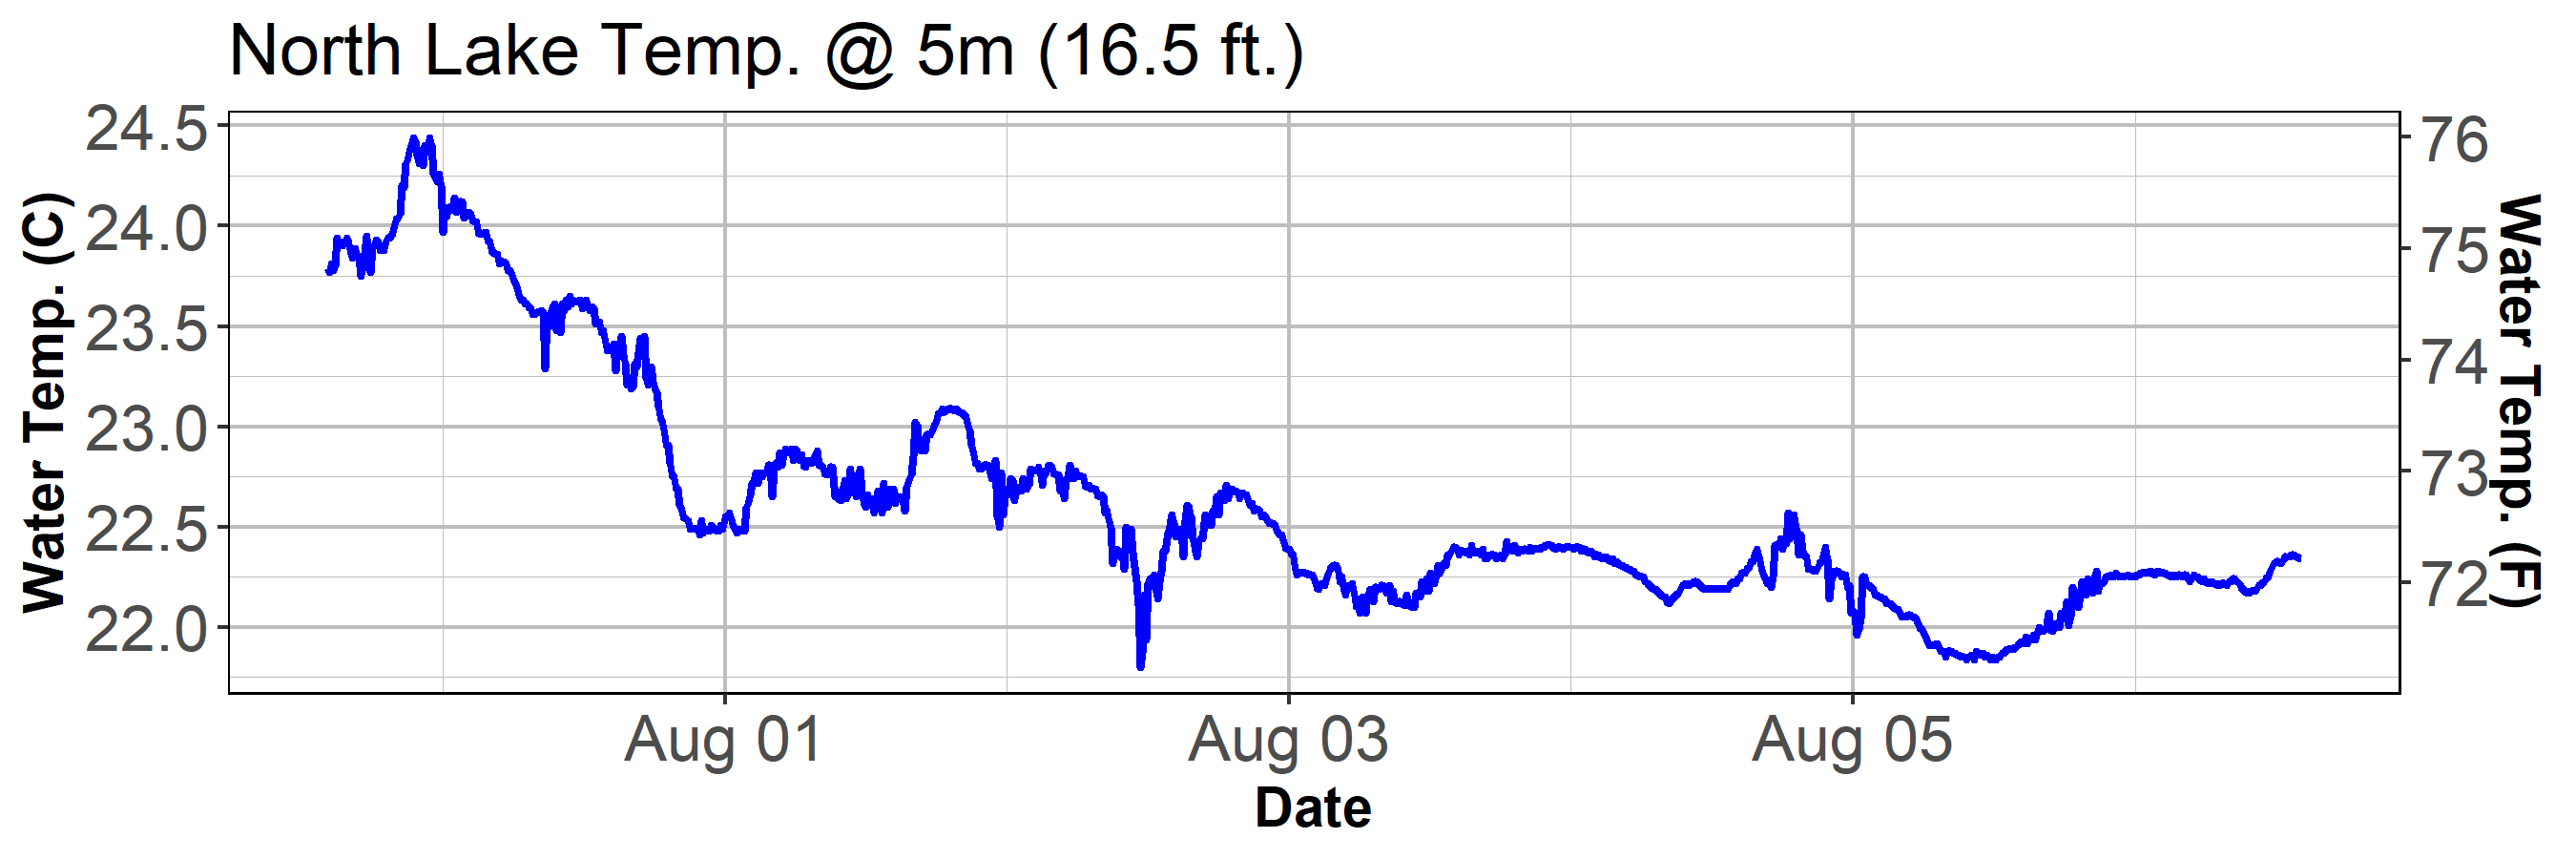 North Lake Temp. @ 5m (16.5 ft.)
Water Temp. (C)
24.5
24.0
23.5
23.0
22.5
22.0
76
75
74
73
72
Water Temp. (F)
Aug 01 Aug 03 Aug 05
Date